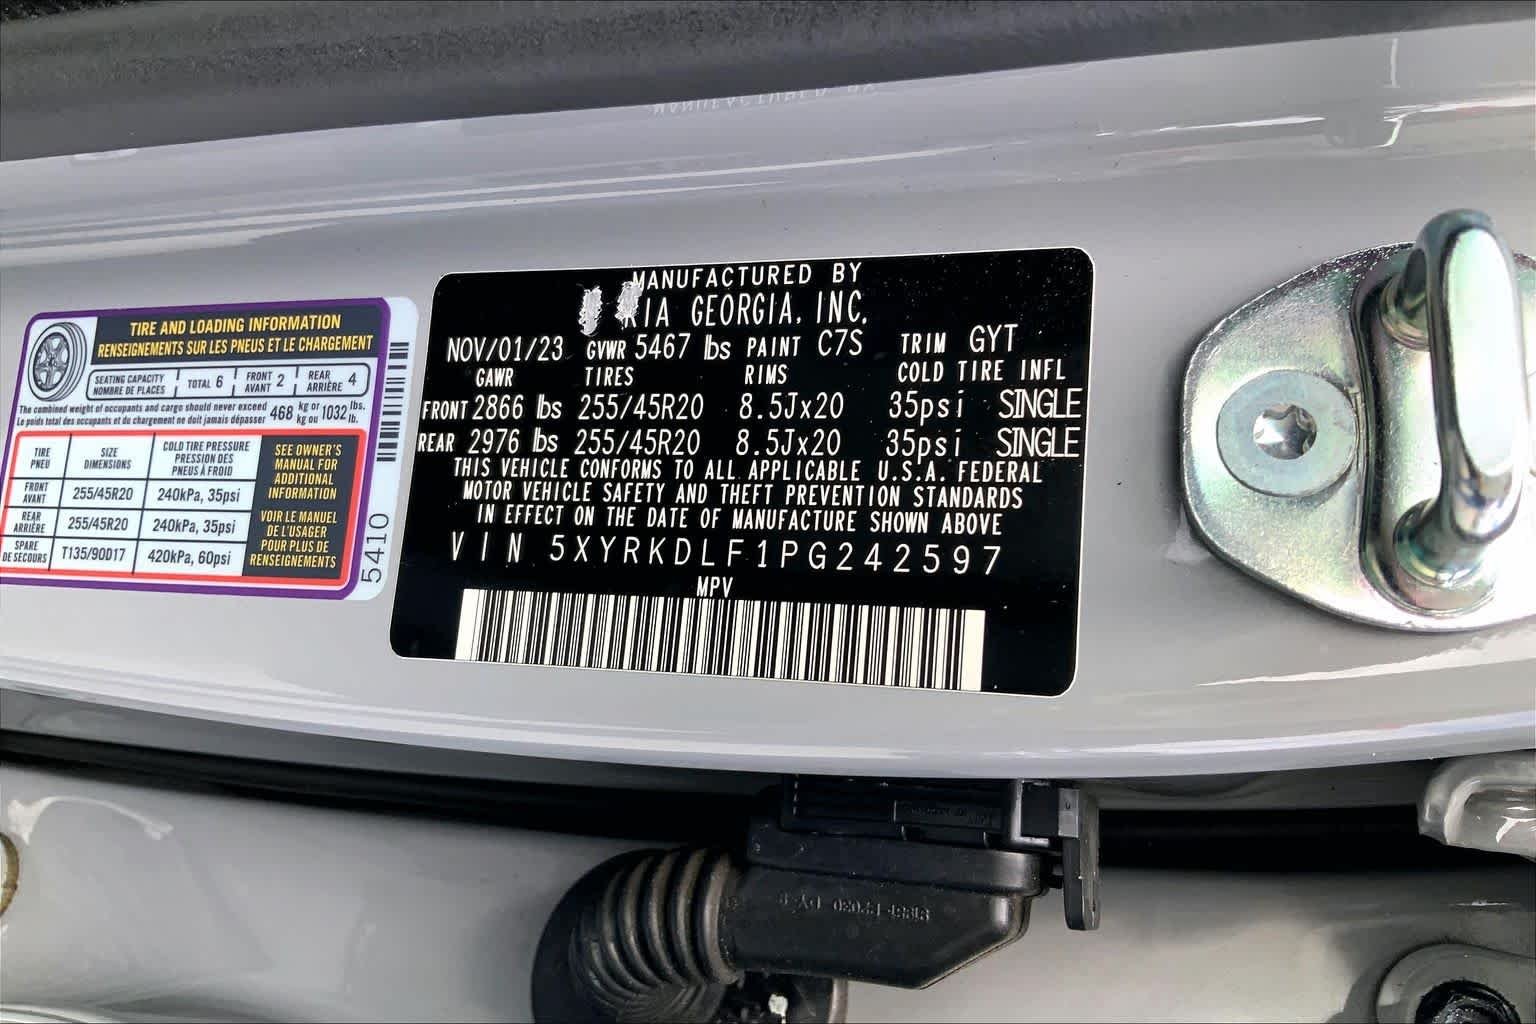 TIRE AND LOADING INFORMATION
RENSEIGNEMENTS SUR LES PNEUS ET LE CHARGEMENT
SEATING CAPACITY
NOMBRE DE PLACES
TOTAL 6
FRONT
AVANT 2
REAR
ARRIÈRE 4
The combined weight of occupants and cargo should never exceed 468 kg or 1032 lbs.
Le poids total des occupants et du chargement ne doit jamais dépasser kg ou lb.
TIRE
PNEU
SIZE
DIMENSIONS
COLD TIRE PRESSURE
PRESSION DES
PNEUS À FROID
FRONT
AVANT
255/45R20
240kPa, 35psi
REAR
ARRIÈRE
255/45R20
240kPa, 35psi
SPARE
DE SECOURS
T135/90D17
420kPa, 60psi
SEE OWNER'S
MANUAL FOR
ADDITIONAL
INFORMATION
VOIR LE MANUEL
DE L'USAGER
POUR PLUS DE
RENSEIGNEMENTS
5410
MANUFACTURED BY
KIA GEORGIA, INC.
NOV/01/23 GVWR 5467 lbs PAINT C7S TRIM GYT
GAWR TIRES RIMS COLD TIRE INFL
FRONT 2866 lbs 255/45R20 8.5Jx20 35psi SINGLE
REAR 2976 lbs 255/45R20 8.5Jx20 35psi SINGLE
THIS VEHICLE CONFORMS TO ALL APPLICABLE U.S.A. FEDERAL
MOTOR VEHICLE SAFETY AND THEFT PREVENTION STANDARDS
IN EFFECT ON THE DATE OF MANUFACTURE SHOWN ABOVE
VIN 5XYRKDLF1PG242597
MPV